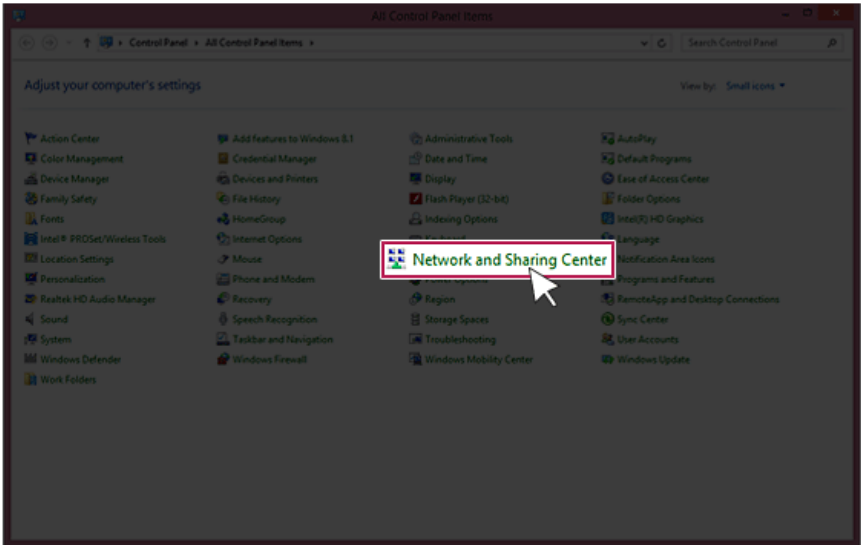 All Control Panel Items
Control Panel All Control Panel Items Search Control Panel
Adjust your computer's settings View by: Small icons
Action Center Add features to Windows 8.1 Administrative Tools AutoPlay
Color Management Credential Manager Date and Time Default Programs
Device Manager Devices and Printers Display Ease of Access Center
Family Safety File History Flash Player (32-bit) Folder Options
Fonts HomeGroup Indexing Options Intel(R) HD Graphics
Intel® PROSet/Wireless Tools Internet Options Language
Location Settings Mouse Network and Sharing Center Notification Area Icons
Personalization Phone and Modem Power Options Programs and Features
Realtek HD Audio Manager Recovery Region RemoteApp and Desktop Connections
Sound Speech Recognition Storage Spaces Sync Center
System Taskbar and Navigation Troubleshooting User Accounts
Windows Defender Windows Firewall Windows Mobility Center Windows Update
Work Folders